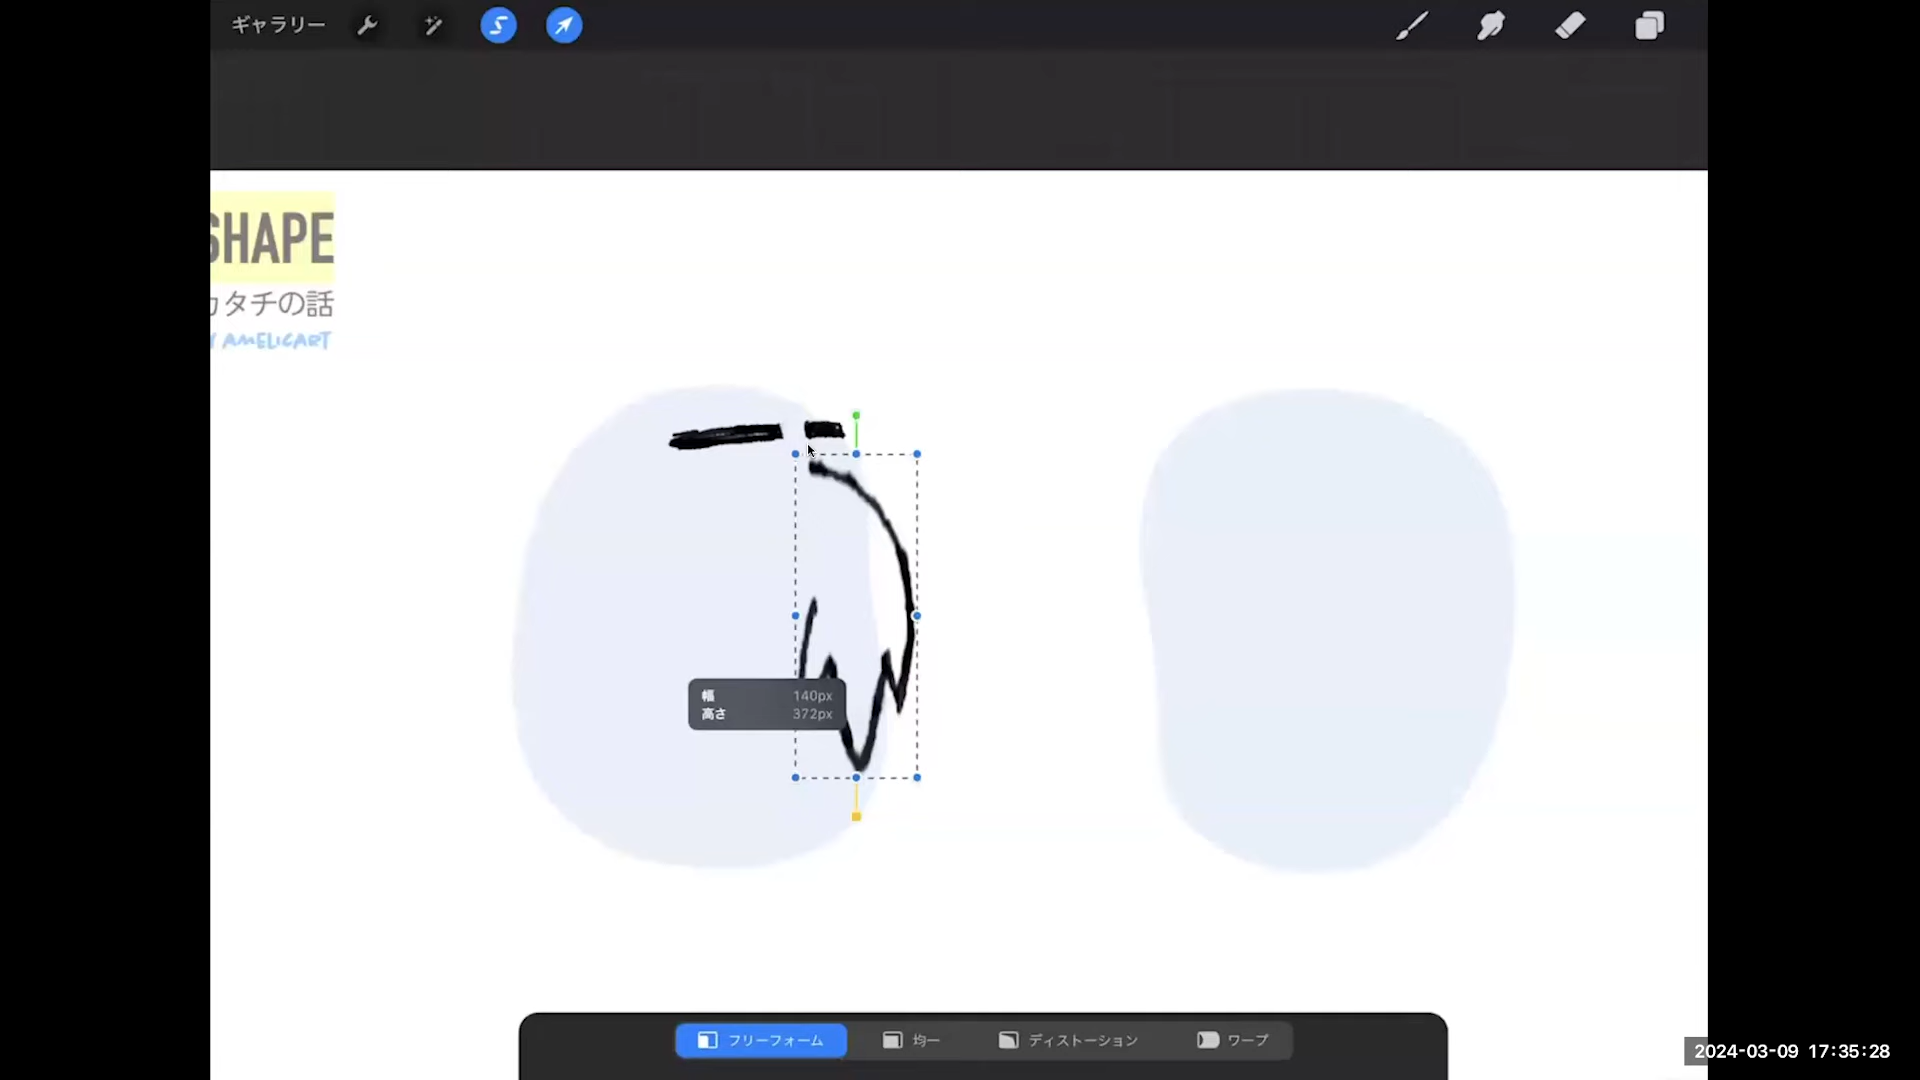 ギャラリー
SHAPE
カタチの話
BY AMELICART
幅 140px
高さ 372px
フリーフォーム 均一 ディストーション ワープ
2024-03-09 17:35:28